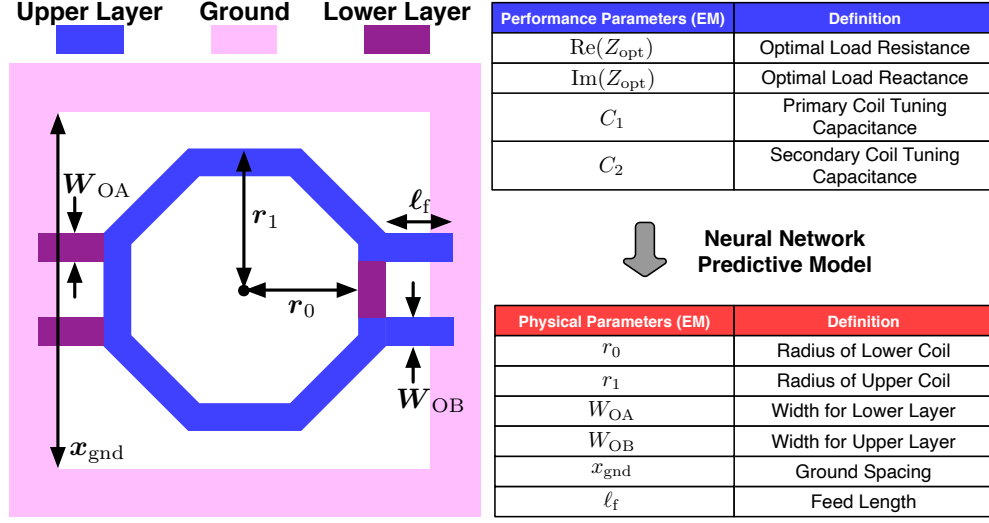 Upper Layer Ground Lower Layer
W_OA
r_1
ℓ_f
r_0
W_OB
x_gnd
Performance Parameters (EM) Definition
Re(Z_opt) Optimal Load Resistance
Im(Z_opt) Optimal Load Reactance
C_1 Primary Coil Tuning
Capacitance
C_2 Secondary Coil Tuning
Capacitance
Neural Network
Predictive Model
Physical Parameters (EM) Definition
r_0 Radius of Lower Coil
r_1 Radius of Upper Coil
W_OA Width for Lower Layer
W_OB Width for Upper Layer
x_gnd Ground Spacing
ℓ_f Feed Length